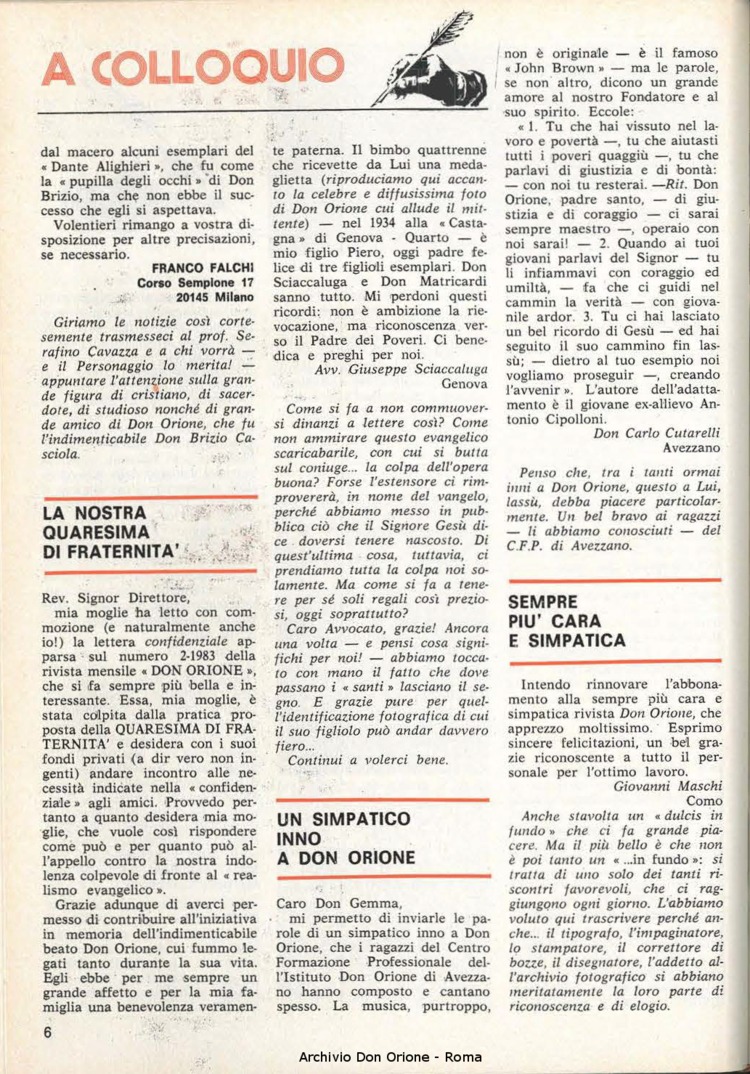 A COLLOQUIO
dal macero alcuni esemplari del
« Dante Alighieri », che fu come
la « pupilla degli occhi » di Don
Brizio, ma che non ebbe il suc-
cesso che egli si aspettava.
Volentieri rimango a vostra di-
sposizione per altre precisazioni,
se necessario.
FRANCO FALCHI
Corso Sempione 17
20145 Milano
Giriamo le notizie così corte-
semente trasmesseci al prof. Se-
rafino Cavazza e a chi vorrà —
e il Personaggio lo merita! —
appuntare l'attenzione sulla gran-
de figura di cristiano, di sacer-
dote, di studioso nonché di gran-
de amico di Don Orione, che fu
l'indimenticabile Don Brizio Ca-
sciola.
LA NOSTRA
QUARESIMA
DI FRATERNITA'
Rev. Signor Direttore,
mia moglie ha letto con com-
mozione (e naturalmente anche
io!) la lettera confidenziale ap-
parsa sul numero 2-1983 della
rivista mensile « DON ORIONE »,
che si fa sempre più bella e in-
teressante. Essa, mia moglie, è
stata colpita dalla pratica pro-
posta della QUARESIMA DI FRA-
TERNITA' e desidera con i suoi
fondi privati (a dir vero non in-
genti) andare incontro alle ne-
cessità indicate nella « confiden-
ziale » agli amici. Provvedo per-
tanto a quanto desidera mia mo-
glie, che vuole così rispondere
come può e per quanto può al-
l'appello contro la nostra indo-
lenza colpevole di fronte al « rea-
lismo evangelico ».
Grazie adunque di averci per-
messo di contribuire all'iniziativa
in memoria dell'indimenticabile
beato Don Orione, cui fummo le-
gati tanto durante la sua vita.
Egli ebbe per me sempre un
grande affetto e per la mia fa-
miglia una benevolenza veramen-
te paterna. Il bimbo quattrenne
che ricevette da Lui una meda-
glietta (riproduciamo qui accan-
to la celebre e diffusissima foto
di Don Orione cui allude il mit-
tente) — nel 1934 alla « Casta-
gna » di Genova - Quarto — è
mio figlio Piero, oggi padre fe-
lice di tre figlioli esemplari. Don
Sciaccaluga e Don Matricardi
sanno tutto. Mi perdoni questi
ricordi: non è ambizione la rie-
vocazione, ma riconoscenza ver-
so il Padre dei Poveri. Ci bene-
dica e preghi per noi.
Avv. Giuseppe Sciaccaluga
Genova
Come si fa a non commuover-
si dinanzi a lettere così? Come
non ammirare questo evangelico
scaricabarile, con cui si butta
sul coniuge... la colpa dell'opera
buona? Forse l'estensore ci rim-
provererà, in nome del vangelo,
perché abbiamo messo in pub-
blico ciò che il Signore Gesù di-
ce doversi tenere nascosto. Di
quest'ultima cosa, tuttavia, ci
prendiamo tutta la colpa noi so-
lamente. Ma come si fa a tene-
re per sé soli regali così prezio-
si, oggi soprattutto?
Caro Avvocato, grazie! Ancora
una volta — e pensi cosa signi-
fichi per noi! — abbiamo tocca-
to con mano il fatto che dove
passano i « santi » lasciano il se-
gno. E grazie pure per quel-
l'identificazione fotografica di cui
il suo figliolo può andar davvero
fiero...
Continui a volerci bene.
UN SIMPATICO
INNO
A DON ORIONE
Caro Don Gemma,
mi permetto di inviarle le pa-
role di un simpatico inno a Don
Orione, che i ragazzi del Centro
Formazione Professionale del-
l'Istituto Don Orione di Avezza-
no hanno composto e cantano
spesso. La musica, purtroppo,
non è originale — è il famoso
« John Brown » — ma le parole,
se non altro, dicono un grande
amore al nostro Fondatore e al
suo spirito. Eccole:
« 1. Tu che hai vissuto nel la-
voro e povertà —, tu che aiutasti
tutti i poveri quaggiù —, tu che
parlavi di giustizia e di bontà:
— con noi tu resterai. —Rit. Don
Orione, padre santo, — di giu-
stizia e di coraggio — ci sarai
sempre maestro —, operaio con
noi sarai! — 2. Quando ai tuoi
giovani parlavi del Signor — tu
li infiammavi con coraggio ed
umiltà, — fa che ci guidi nel
cammin la verità — con giova-
nile ardor. 3. Tu ci hai lasciato
un bel ricordo di Gesù — ed hai
seguito il suo cammino fin las-
sù; — dietro al tuo esempio noi
vogliamo proseguir —, creando
l'avvenir ». L'autore dell'adatta-
mento è il giovane ex-allievo An-
tonio Cipolloni.
Don Carlo Cutarelli
Avezzano
Penso che, tra i tanti ormai
inni a Don Orione, questo a Lui,
lassù, debba piacere particolar-
mente. Un bel bravo ai ragazzi
— li abbiamo conosciuti — del
C.F.P. di Avezzano.
SEMPRE
PIU' CARA
E SIMPATICA
Intendo rinnovare l'abbona-
mento alla sempre più cara e
simpatica rivista Don Orione, che
apprezzo moltissimo. Esprimo
sincere felicitazioni, un bel gra-
zie riconoscente a tutto il per-
sonale per l'ottimo lavoro.
Giovanni Maschi
Como
Anche stavolta un « dulcis in
fundo » che ci fa grande pia-
cere. Ma il più bello è che non
è poi tanto un « ...in fundo »: si
tratta di uno solo dei tanti ri-
scontri favorevoli, che ci rag-
giungono ogni giorno. L'abbiamo
voluto qui trascrivere perché an-
che... il tipografo, l'impaginatore,
lo stampatore, il correttore di
bozze, il disegnatore, l'addetto al-
l'archivio fotografico si abbiano
meritatamente la loro parte di
riconoscenza e di elogio.
6
Archivio Don Orione - Roma